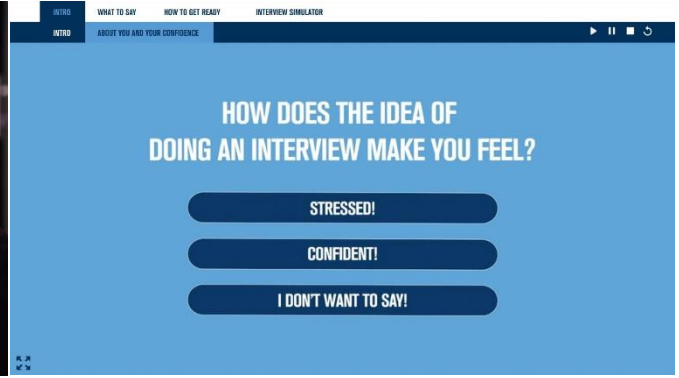 INTRO WHAT TO SAY HOW TO GET READY INTERVIEW SIMULATOR
INTRO ABOUT YOU AND YOUR CONFIDENCE
HOW DOES THE IDEA OF
DOING AN INTERVIEW MAKE YOU FEEL?
STRESSED!
CONFIDENT!
I DON'T WANT TO SAY!